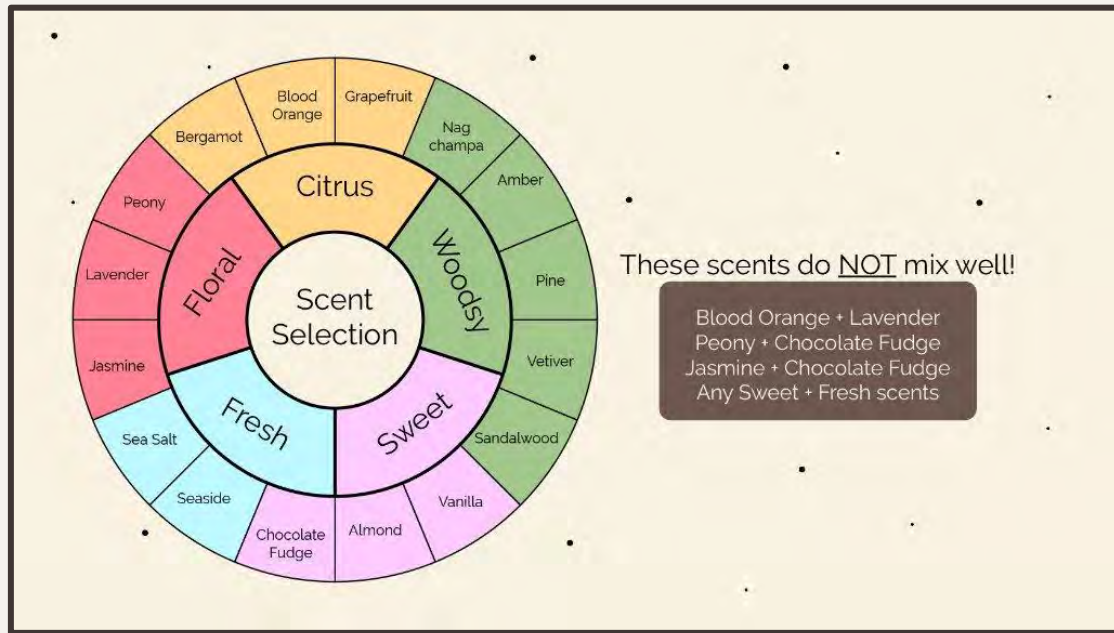 Scent
Selection
Citrus
Woodsy
Sweet
Fresh
Floral
Bergamot
Blood
Orange
Grapefruit
Nag
champa
Amber
Pine
Vetiver
Sandalwood
Vanilla
Almond
Chocolate
Fudge
Seaside
Sea Salt
Jasmine
Lavender
Peony
These scents do NOT mix well!
Blood Orange + Lavender
Peony + Chocolate Fudge
Jasmine + Chocolate Fudge
Any Sweet + Fresh scents